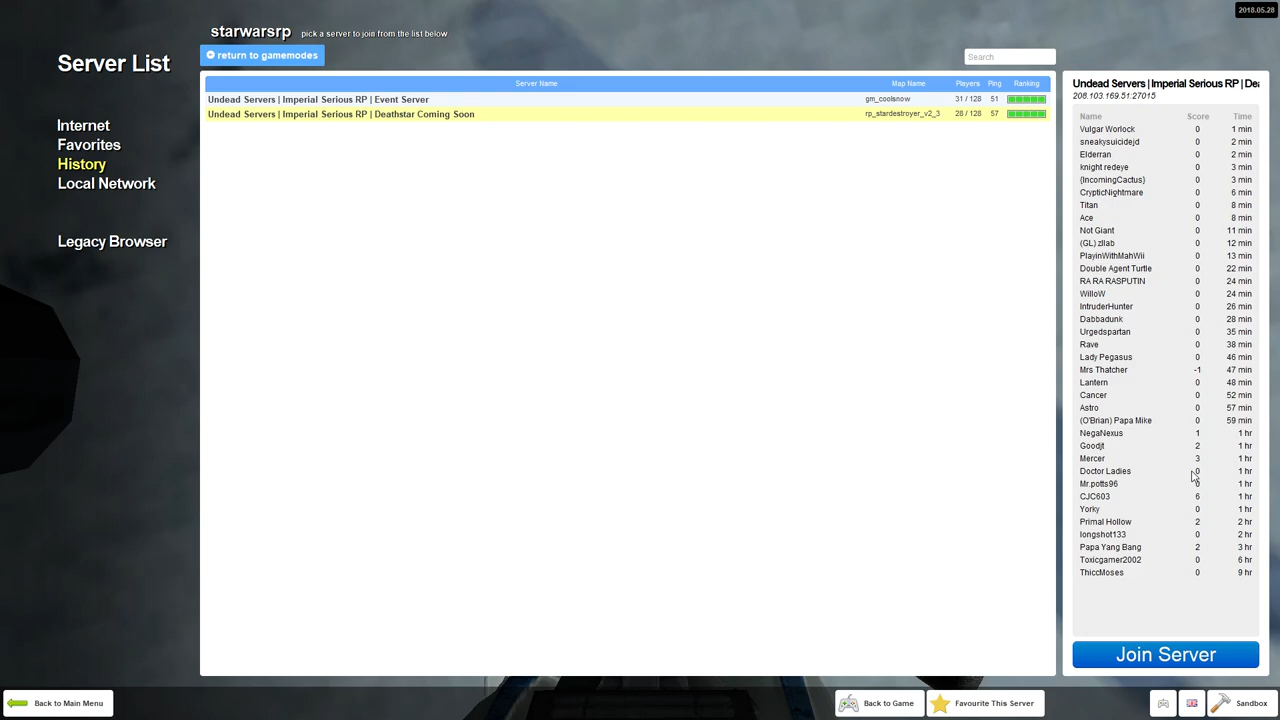 2018.05.28
starwarsrp pick a server to join from the list below
Server List
return to gamemodes
Search
Internet
Favorites
History
Local Network
Legacy Browser
Server Name Map Name Players Ping Ranking
Undead Servers | Imperial Serious RP | Event Server gm_coolsnow 31 / 128 51
Undead Servers | Imperial Serious RP | Deathstar Coming Soon rp_stardestroyer_v2_3 28 / 128 57
Undead Servers | Imperial Serious RP | Dea
208.103.169.51:27015
Name Score Time
Vulgar Worlock 0 1 min
sneakysuicidejd 0 2 min
Elderran 0 2 min
knight redeye 0 3 min
(IncomingCactus) 0 3 min
CrypticNightmare 0 6 min
Titan 0 8 min
Ace 0 8 min
Not Giant 0 11 min
(GL) zllab 0 12 min
PlayinWithMahWii 0 13 min
Double Agent Turtle 0 22 min
RA RA RASPUTIN 0 24 min
WilloW 0 24 min
IntruderHunter 0 26 min
Dabbadunk 0 28 min
Urgedspartan 0 35 min
Rave 0 38 min
Lady Pegasus 0 46 min
Mrs Thatcher -1 47 min
Lantern 0 48 min
Cancer 0 52 min
Astro 0 57 min
(O'Brian) Papa Mike 0 59 min
NegaNexus 1 1 hr
Goodjt 2 1 hr
Mercer 3 1 hr
Doctor Ladies 0 1 hr
Mr.potts96 0 1 hr
CJC603 6 1 hr
Yorky 0 1 hr
Primal Hollow 2 2 hr
longshot133 0 2 hr
Papa Yang Bang 2 3 hr
Toxicgamer2002 0 6 hr
ThiccMoses 0 9 hr
Join Server
Back to Main Menu
Back to Game
Favourite This Server
Sandbox